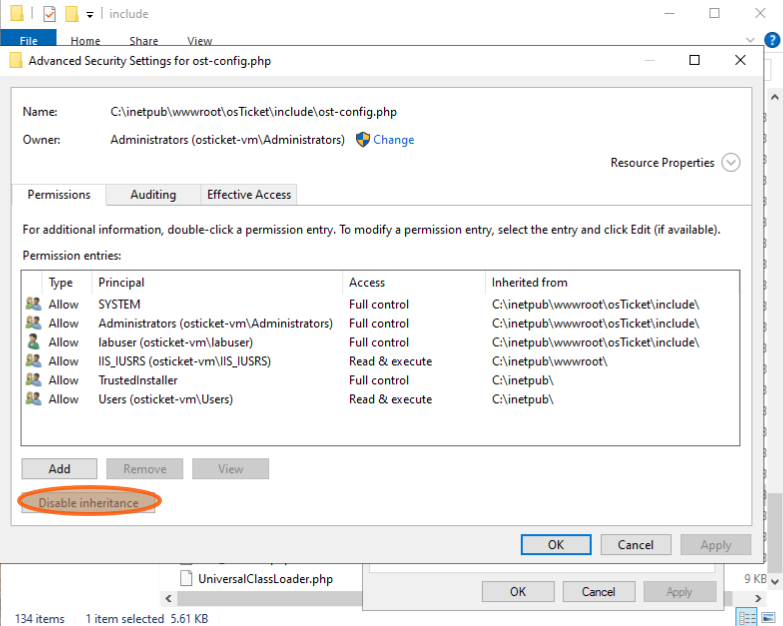 include
File Home Share View
Advanced Security Settings for ost-config.php
Name: C:\inetpub\wwwroot\osTicket\include\ost-config.php
Owner: Administrators (osticket-vm\Administrators) Change
Resource Properties
Permissions Auditing Effective Access
For additional information, double-click a permission entry. To modify a permission entry, select the entry and click Edit (if available).
Permission entries:
Type Principal Access Inherited from
Allow SYSTEM Full control C:\inetpub\wwwroot\osTicket\include\
Allow Administrators (osticket-vm\Administrators) Full control C:\inetpub\wwwroot\osTicket\include\
Allow labuser (osticket-vm\labuser) Full control C:\inetpub\wwwroot\osTicket\include\
Allow IIS_IUSRS (osticket-vm\IIS_IUSRS) Read & execute C:\inetpub\wwwroot\
Allow TrustedInstaller Full control C:\inetpub\
Allow Users (osticket-vm\Users) Read & execute C:\inetpub\
Add Remove View
Disable inheritance
OK Cancel Apply
UniversalClassLoader.php 9 KB
OK Cancel Apply
134 items 1 item selected 5.61 KB